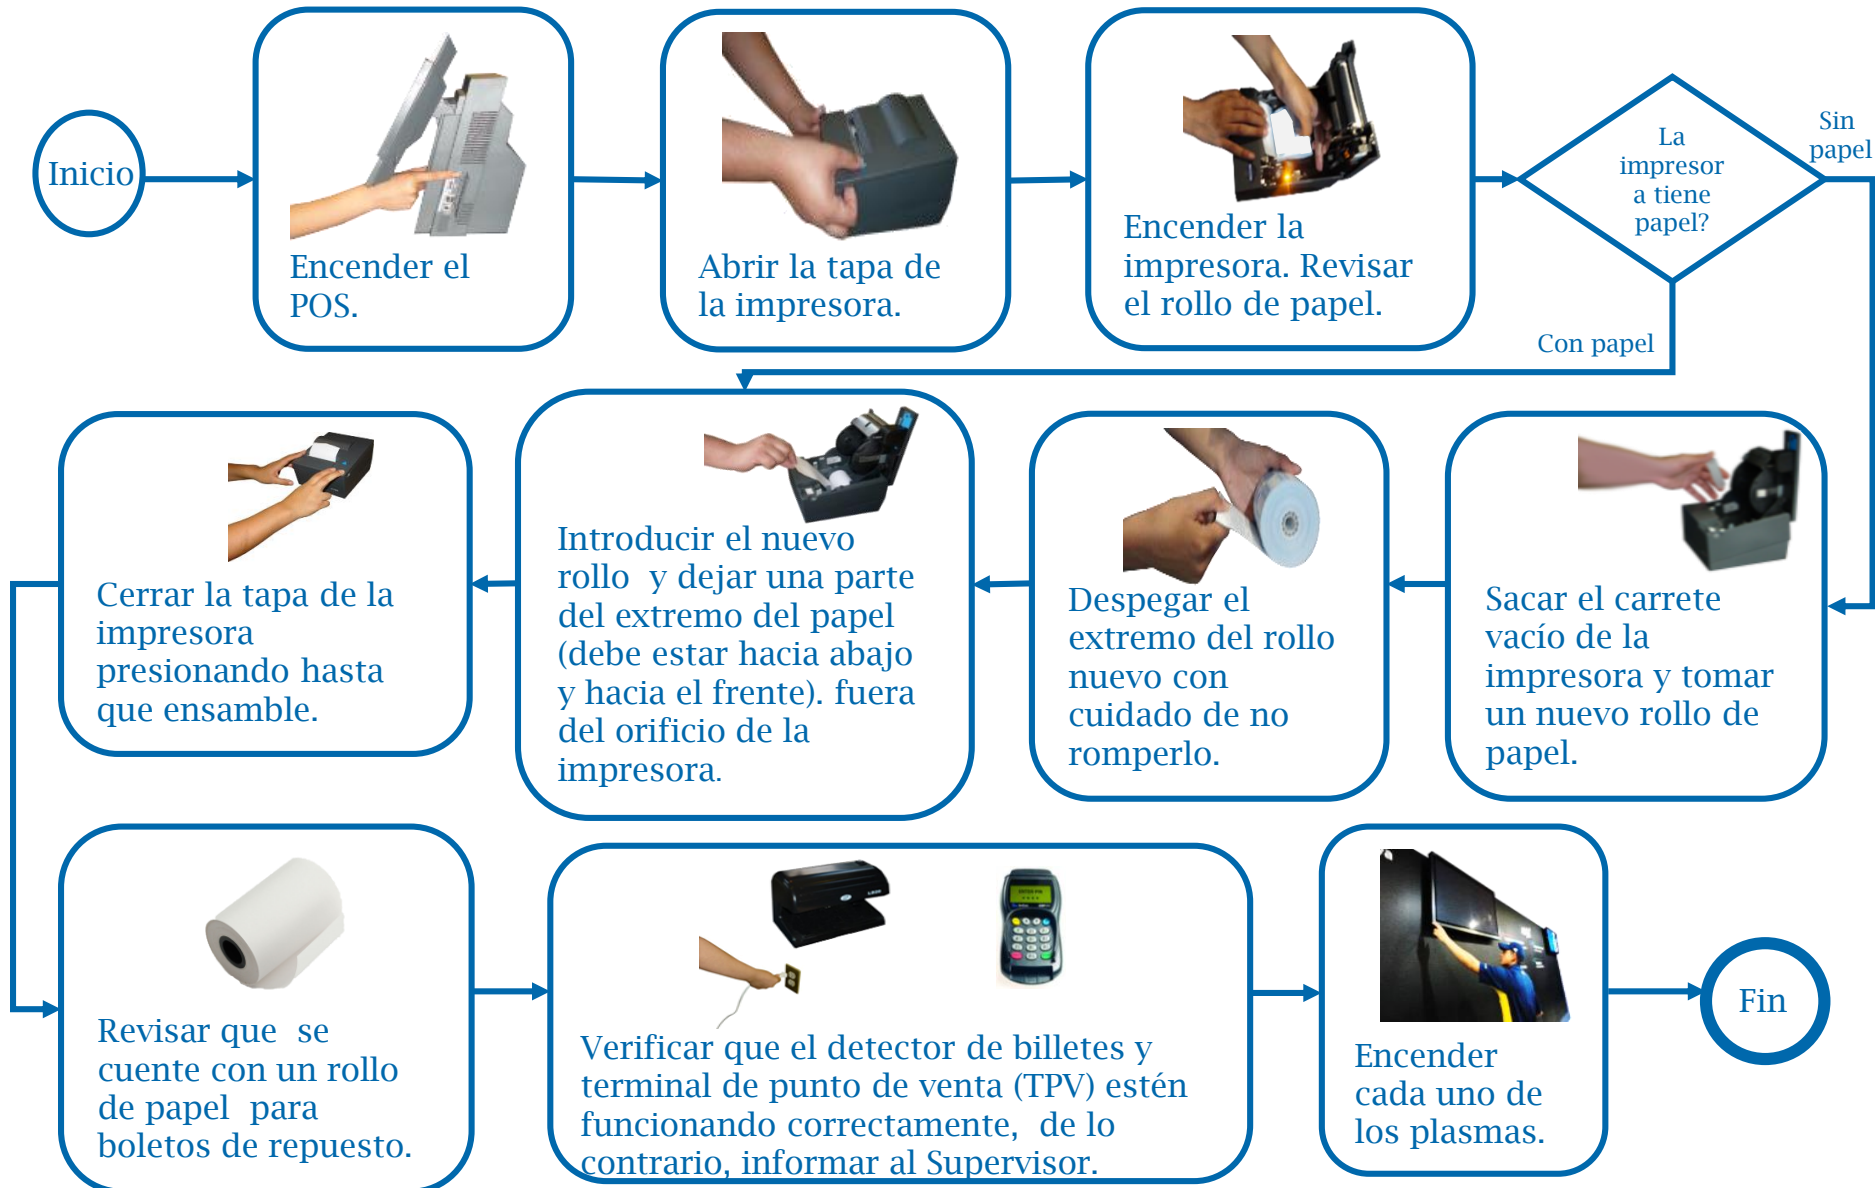 Inicio
Encender el
POS.
Abrir la tapa de
la impresora.
Encender la
impresora. Revisar
el rollo de papel.
La
impresor
a tiene
papel?
Sin
papel
Con papel
Sacar el carrete
vacío de la
impresora y tomar
un nuevo rollo de
papel.
Despegar el
extremo del rollo
nuevo con
cuidado de no
romperlo.
Introducir el nuevo
rollo  y dejar una parte
del extremo del papel
(debe estar hacia abajo
y hacia el frente). fuera
del orificio de la
impresora.
Cerrar la tapa de la
impresora
presionando hasta
que ensamble.
Revisar que  se
cuente con un rollo
de papel  para
boletos de repuesto.
Verificar que el detector de billetes y
terminal de punto de venta (TPV) estén
funcionando correctamente,  de lo
contrario, informar al Supervisor.
Encender
cada uno de
los plasmas.
Fin